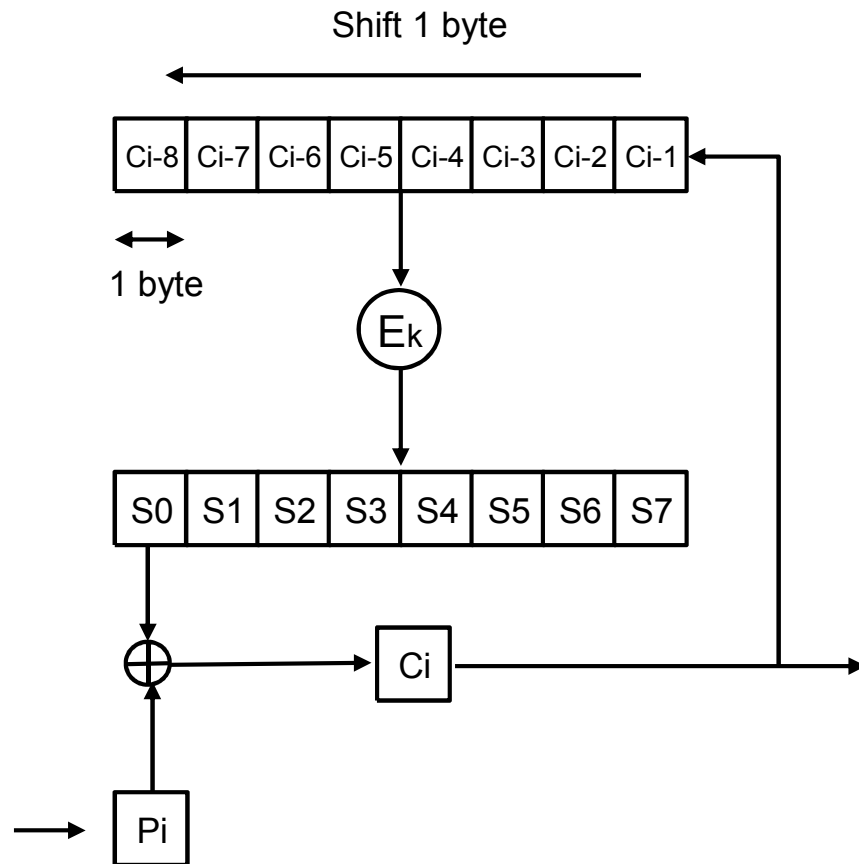 Shift 1 byte
Ci-8 Ci-7 Ci-6 Ci-5 Ci-4 Ci-3 Ci-2 Ci-1
1 byte
Ek
S0 S1 S2 S3 S4 S5 S6 S7
Ci
Pi